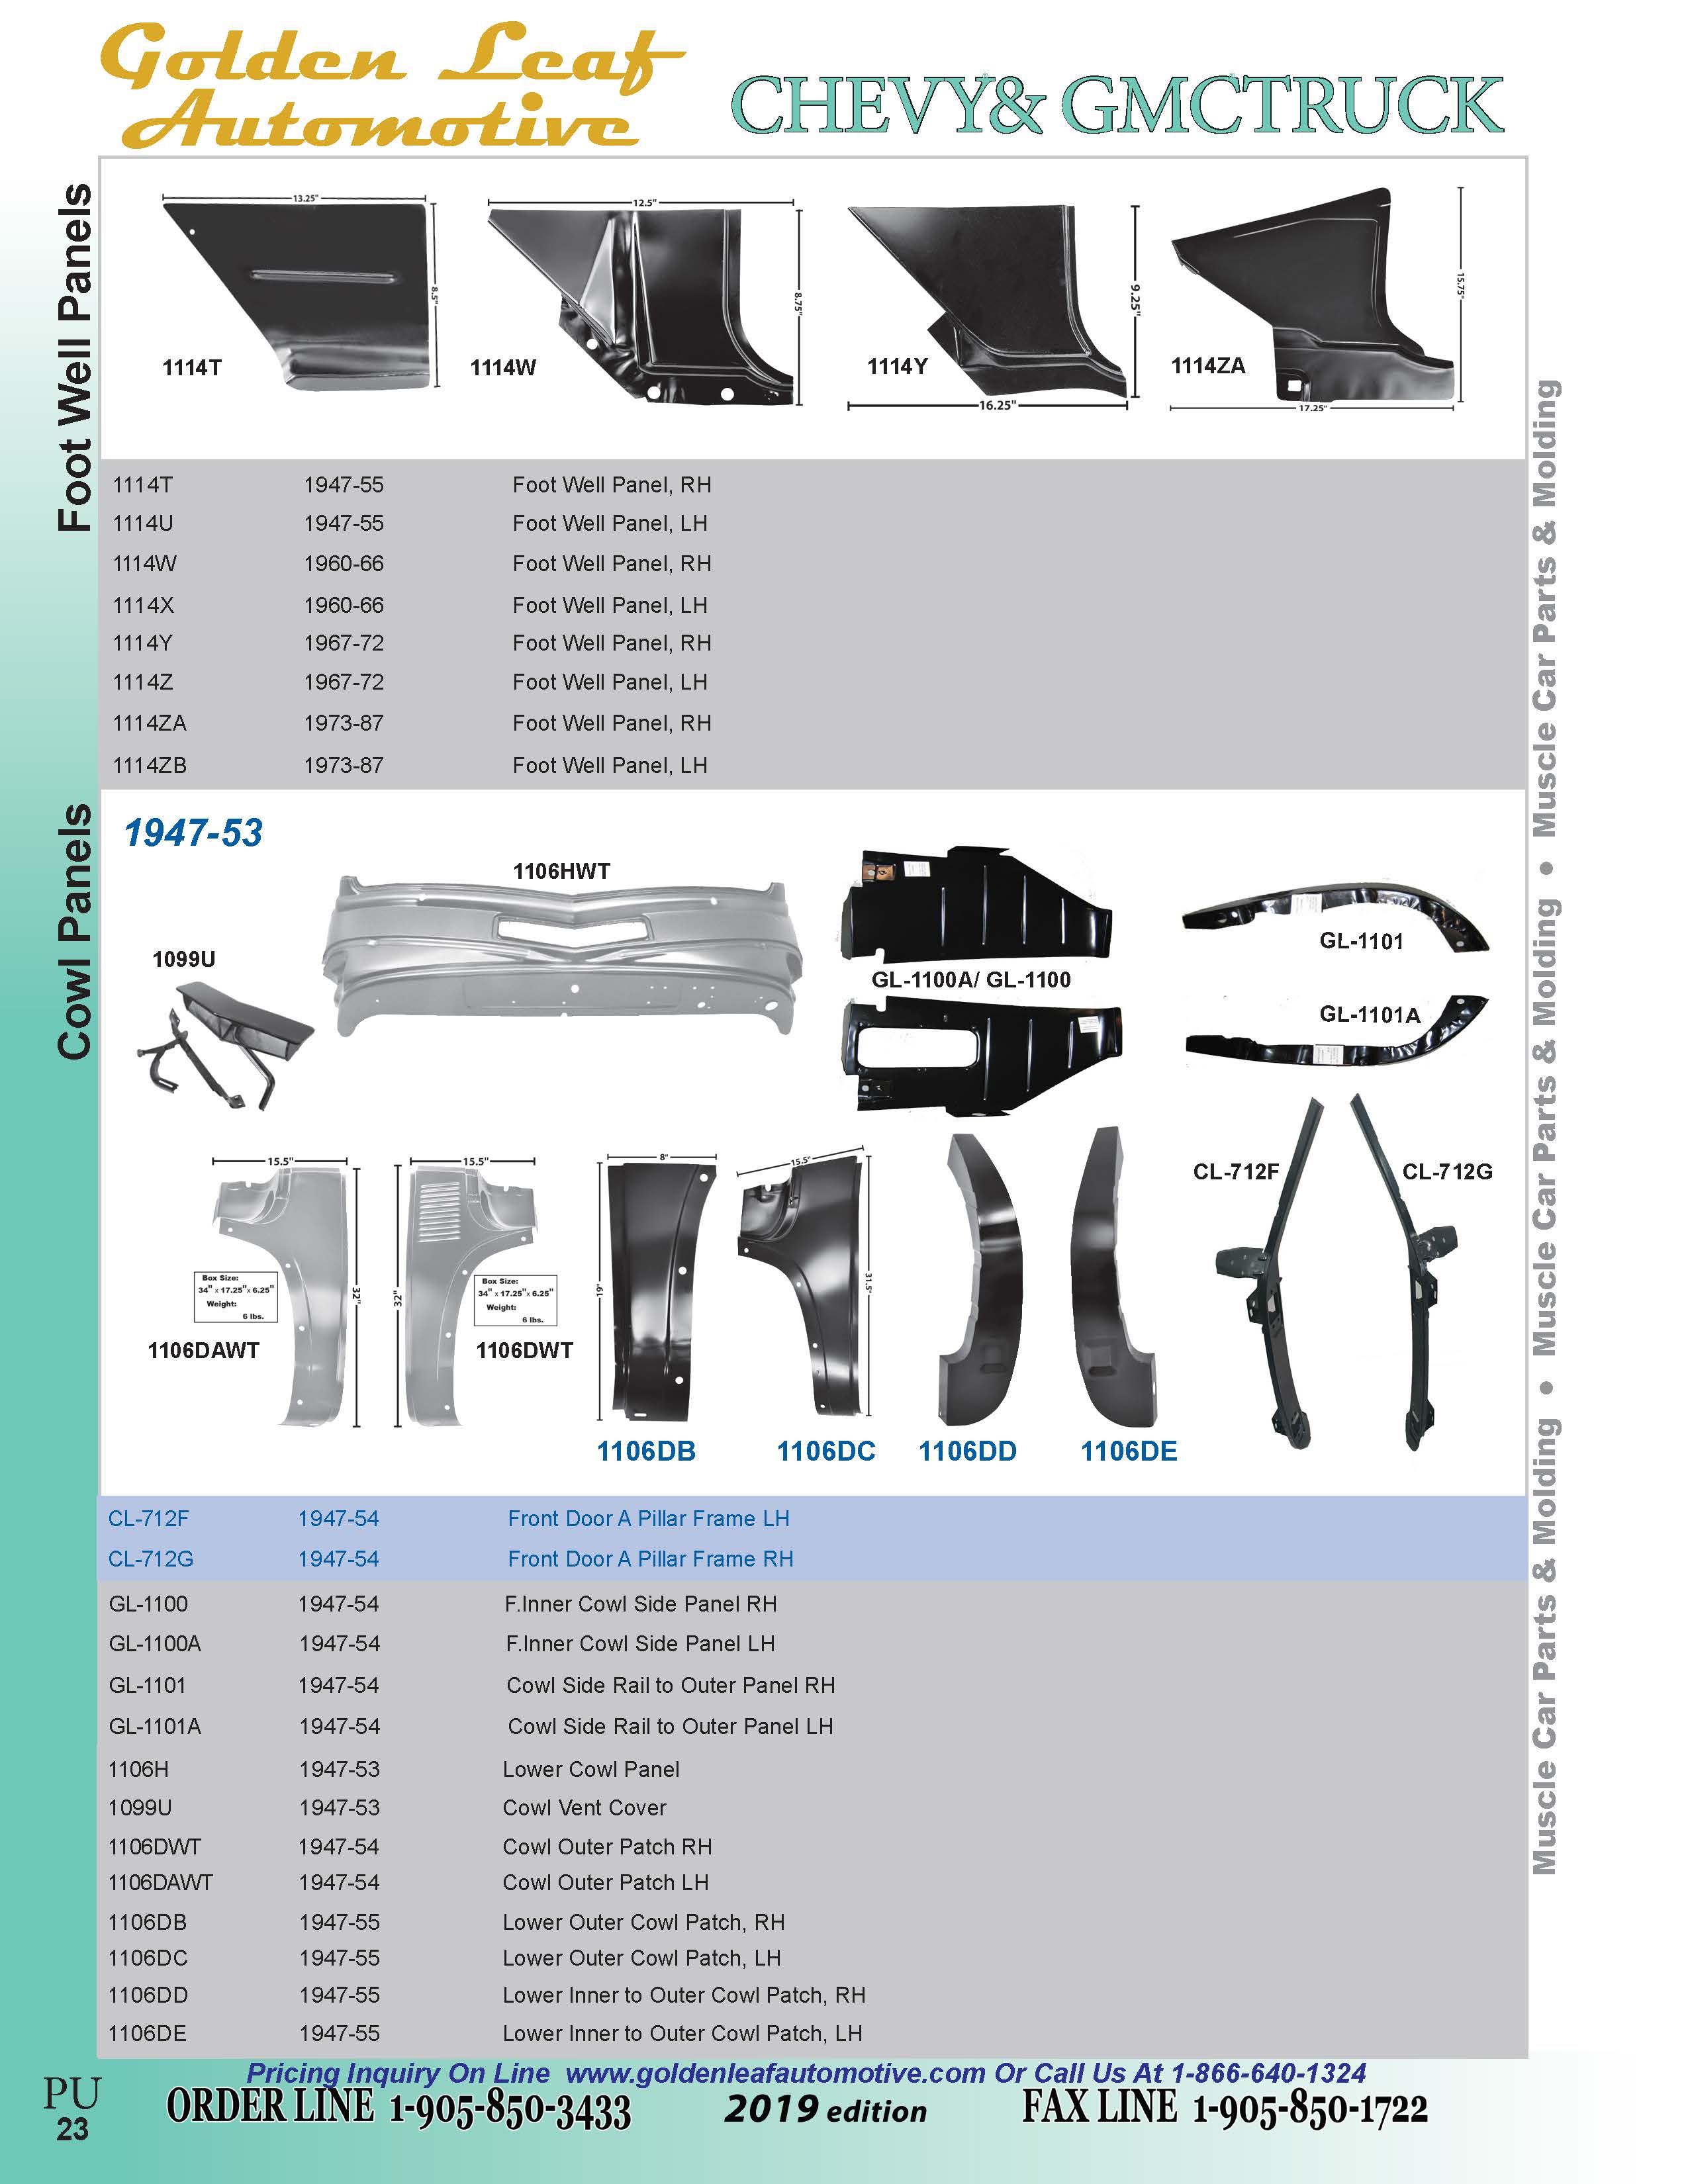 Golden Leaf
Automotive
CHEVY& GMCTRUCK
Foot Well Panels
13.25"
8.5"
1114T
12.5"
8.75"
1114W
9.25"
16.25"
1114Y
15.75"
17.25"
1114ZA
1114T 1947-55 Foot Well Panel, RH
1114U 1947-55 Foot Well Panel, LH
1114W 1960-66 Foot Well Panel, RH
1114X 1960-66 Foot Well Panel, LH
1114Y 1967-72 Foot Well Panel, RH
1114Z 1967-72 Foot Well Panel, LH
1114ZA 1973-87 Foot Well Panel, RH
1114ZB 1973-87 Foot Well Panel, LH
Cowl Panels
1947-53
1106HWT
1099U
GL-1100A/ GL-1100
GL-1101
GL-1101A
CL-712F
CL-712G
15.5"
32"
Box Size:
34" x 17.25" x 6.25"
Weight:
6 lbs.
1106DAWT
15.5"
32"
Box Size:
34" x 17.25" x 6.25"
Weight:
6 lbs.
1106DWT
8"
19"
1106DB
15.5"
31.5"
1106DC
1106DD
1106DE
CL-712F 1947-54 Front Door A Pillar Frame LH
CL-712G 1947-54 Front Door A Pillar Frame RH
GL-1100 1947-54 F.Inner Cowl Side Panel RH
GL-1100A 1947-54 F.Inner Cowl Side Panel LH
GL-1101 1947-54 Cowl Side Rail to Outer Panel RH
GL-1101A 1947-54 Cowl Side Rail to Outer Panel LH
1106H 1947-53 Lower Cowl Panel
1099U 1947-53 Cowl Vent Cover
1106DWT 1947-54 Cowl Outer Patch RH
1106DAWT 1947-54 Cowl Outer Patch LH
1106DB 1947-55 Lower Outer Cowl Patch, RH
1106DC 1947-55 Lower Outer Cowl Patch, LH
1106DD 1947-55 Lower Inner to Outer Cowl Patch, RH
1106DE 1947-55 Lower Inner to Outer Cowl Patch, LH
Muscle Car Parts & Molding • Muscle Car Parts & Molding • Muscle Car Parts & Molding
Pricing Inquiry On Line www.goldenleafautomotive.com Or Call Us At 1-866-640-1324
PU
23
ORDER LINE 1-905-850-3433
2019 edition
FAX LINE 1-905-850-1722